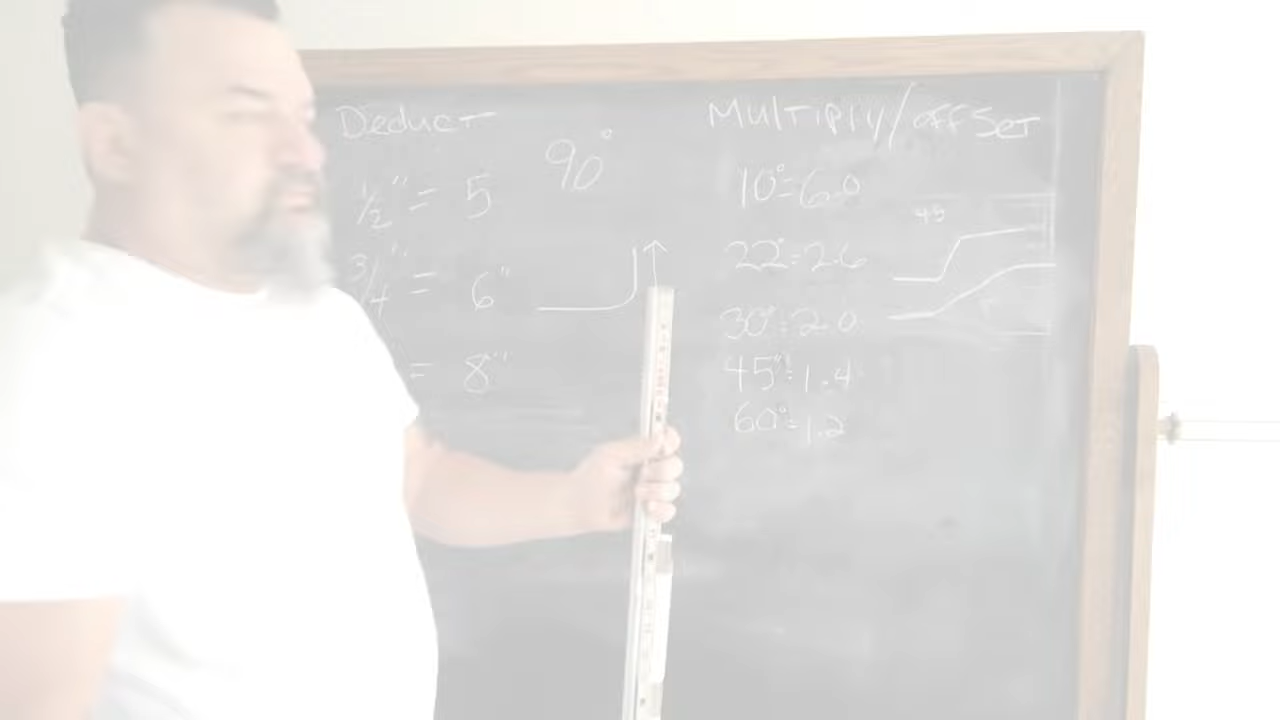 Deduct
90°
1/2" = 5
3/4" = 6"
= 8"
Multiply/offset
10° = 6.0
22° = 2.6
30° = 2.0
45° = 1.4
60° = 1.2